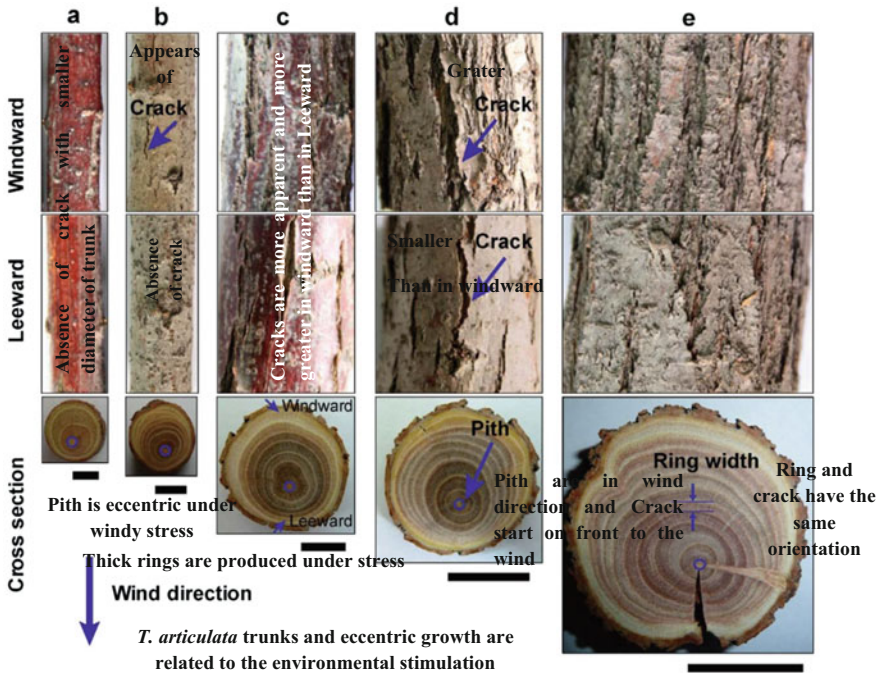 a
b
c
d
e
Windward
Leeward
Cross section
Absence of crack with smaller
diameter of trunk
Appears
of
Crack
Absence
of crack
Cracks are more apparent and more
greater in windward than in Leeward
Grater
Crack
Smaller
Crack
Than in windward
Windward
Leeward
Pith
Pith are in wind
direction and Crack
start on front to the
wind
Ring width
Ring and
crack have the
same
orientation
Pith is eccentric under
windy stress
Thick rings are produced under stress
Wind direction
T. articulata trunks and eccentric growth are
related to the environmental stimulation